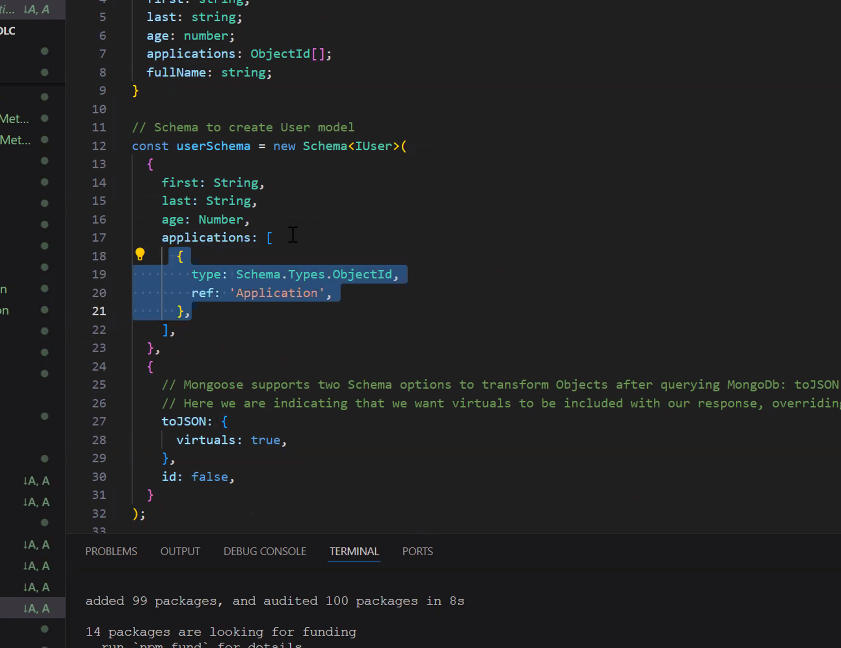 ti... ↓A, A
DLC
Met...
Met...
n
on
↓A, A
↓A, A
↓A, A
↓A, A
↓A, A
↓A, A
4 first: string;
5 last: string;
6 age: number;
7 applications: ObjectId[];
8 fullName: string;
9 }
10
11 // Schema to create User model
12 const userSchema = new Schema<IUser>(
13 {
14 first: String,
15 last: String,
16 age: Number,
17 applications: [
18 {
19 type: Schema.Types.ObjectId,
20 ref: 'Application',
21 },
22 ],
23 },
24 {
25 // Mongoose supports two Schema options to transform Objects after querying MongoDb: toJSON
26 // Here we are indicating that we want virtuals to be included with our response, overriding
27 toJSON: {
28 virtuals: true,
29 },
30 id: false,
31 }
32 );
33
PROBLEMS OUTPUT DEBUG CONSOLE TERMINAL PORTS
added 99 packages, and audited 100 packages in 8s
14 packages are looking for funding
run `npm fund` for details